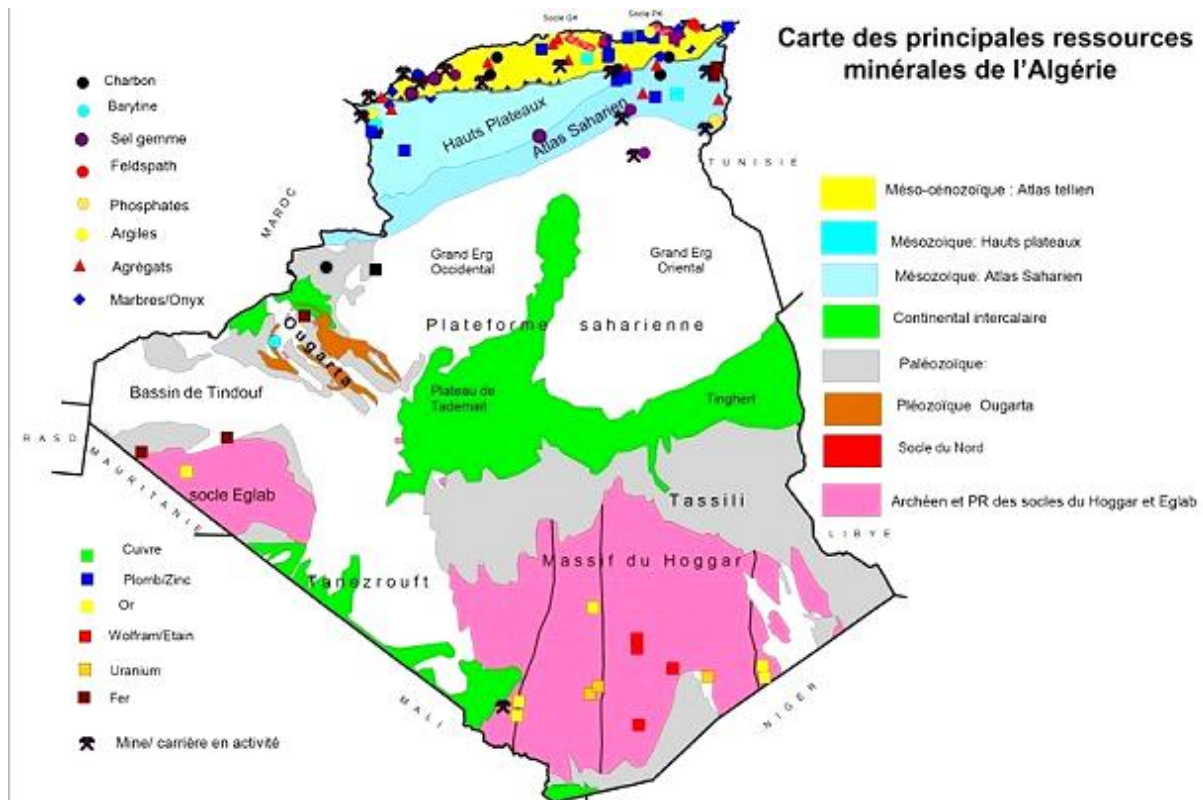 Carte des principales ressources
minérales de l'Algérie
Socle GK
Socle PK
Charbon
Barytine
Sel gemme
Feldspath
Phosphates
Argiles
Agrégats
Marbres/Onyx
Hauts Plateaux
Atlas Saharien
TUNISIE
MAROC
Grand Erg
Occidental
Grand Erg
Oriental
Plateforme saharienne
Ougarta
Bassin de Tindouf
Plateau de
Tinghert
RASD
MAURITANIE
socle Eglab
Tassili
LIBYE
Massif du Hoggar
Tanezrouft
MALI
NIGER
Méso-cénozoïque : Atlas tellien
Mésozoïque: Hauts plateaux
Mésozoïque: Atlas Saharien
Continental intercalaire
Paléozoïque:
Pléozoïque Ougarta
Socle du Nord
Archéen et PR des socles du Hoggar et Eglab
Cuivre
Plomb/Zinc
Or
Wolfram/Etain
Uranium
Fer
Mine/ carrière en activité